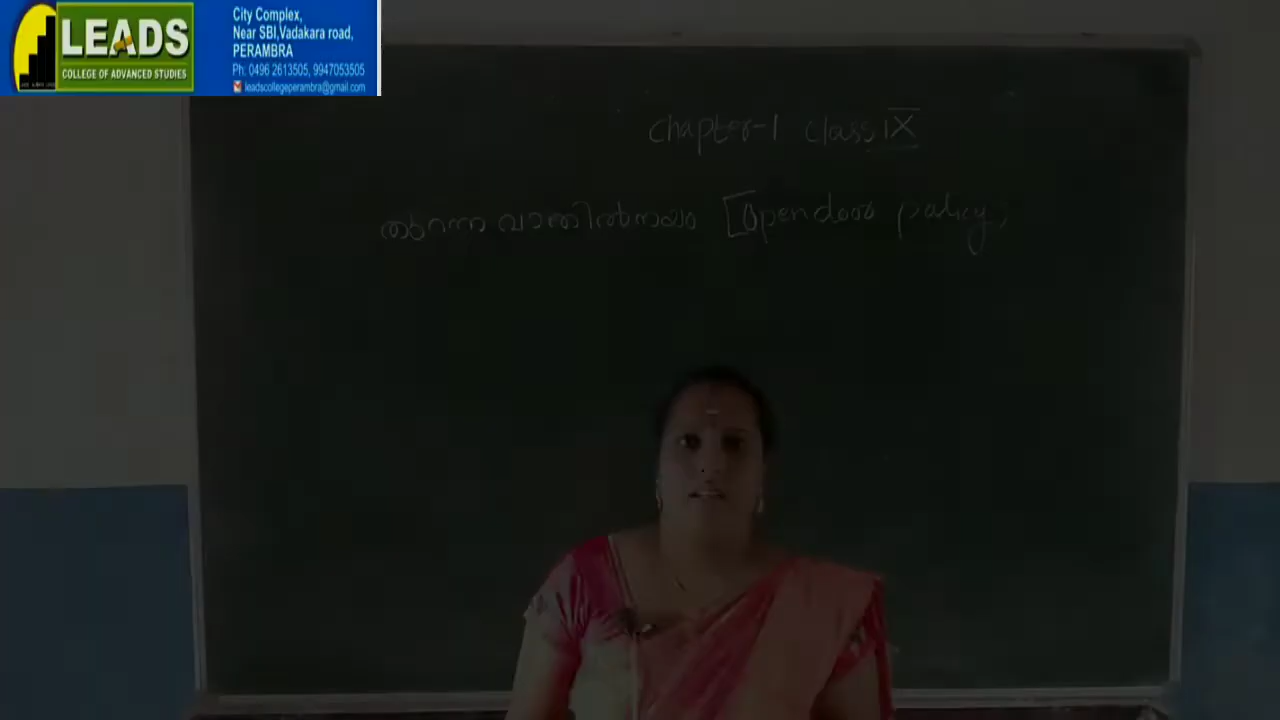 LEADS
COLLEGE OF ADVANCED STUDIES
City Complex,
Near SBI,Vadakara road,
PERAMBRA
Ph: 0496 2613505, 9947053505
leadscollegeperambra@gmail.com
Chapter-1 Class IX
തുറന്ന വാതിൽനയം [Open door policy,